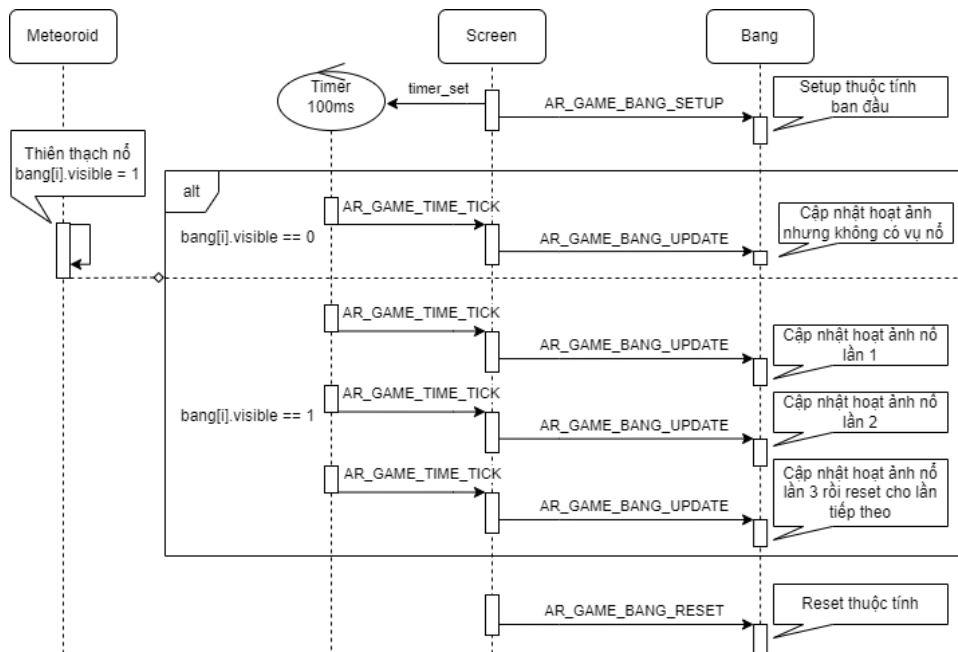 Meteoroid
Screen
Bang
Timer
100ms
timer_set
AR_GAME_BANG_SETUP
Setup thuộc tính
ban đầu
Thiên thạch nổ
bang[i].visible = 1
alt
bang[i].visible == 0
AR_GAME_TIME_TICK
AR_GAME_BANG_UPDATE
Cập nhật hoạt ảnh
nhưng không có vụ nổ
AR_GAME_TIME_TICK
AR_GAME_BANG_UPDATE
Cập nhật hoạt ảnh nổ
lần 1
bang[i].visible == 1
AR_GAME_TIME_TICK
AR_GAME_BANG_UPDATE
Cập nhật hoạt ảnh nổ
lần 2
AR_GAME_TIME_TICK
AR_GAME_BANG_UPDATE
Cập nhật hoạt ảnh nổ
lần 3 rồi reset cho lần
tiếp theo
AR_GAME_BANG_RESET
Reset thuộc tính